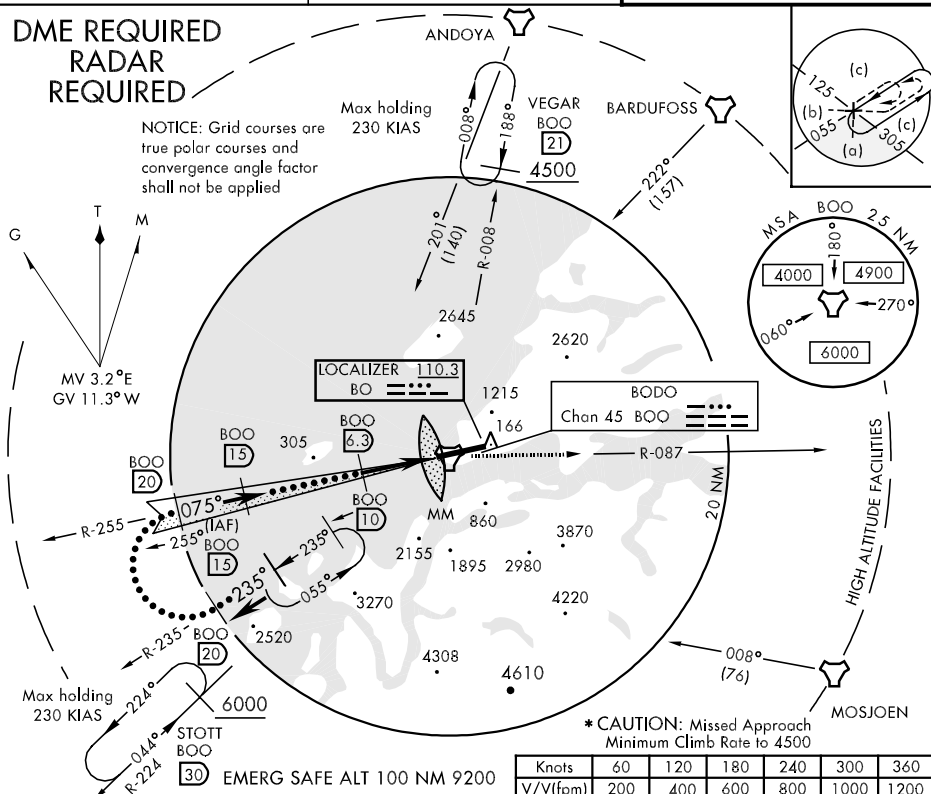 DME REQUIRED
RADAR
REQUIRED
NOTICE: Grid courses are
true polar courses and
convergence angle factor
shall not be applied
G
T
M
MV 3.2°E
GV 11.3°W
ANDOYA
Max holding
230 KIAS
008°
188°
VEGAR
BOO
21
4500
201°
(140)
R-008
BARDUFOSS
222°
(157)
125
(c)
(b)
055
(c)
305
(a)
MSA BOO 25 NM
180°
4000
4900
270°
060°
6000
2645
2620
LOCALIZER 110.3
BO
1215
166
BODO
Chan 45 BOO
R-087
BOO
20
BOO
15
305
BOO
6.3
R-255
075°
(IAF)
255°
BOO
15
BOO
10
MM
860
20 NM
HIGH ALTITUDE FACILITIES
235°
235°
055°
2155
1895
2980
3870
3270
4220
R-235
BOO
20
2520
4308
4610
008°
(76)
MOSJOEN
Max holding
230 KIAS
224°
044°
R-224
6000
STOTT
BOO
30
EMERG SAFE ALT 100 NM 9200
* CAUTION: Missed Approach
Minimum Climb Rate to 4500
Knots 60 120 180 240 300 360
V/V(fpm) 200 400 600 800 1000 1200